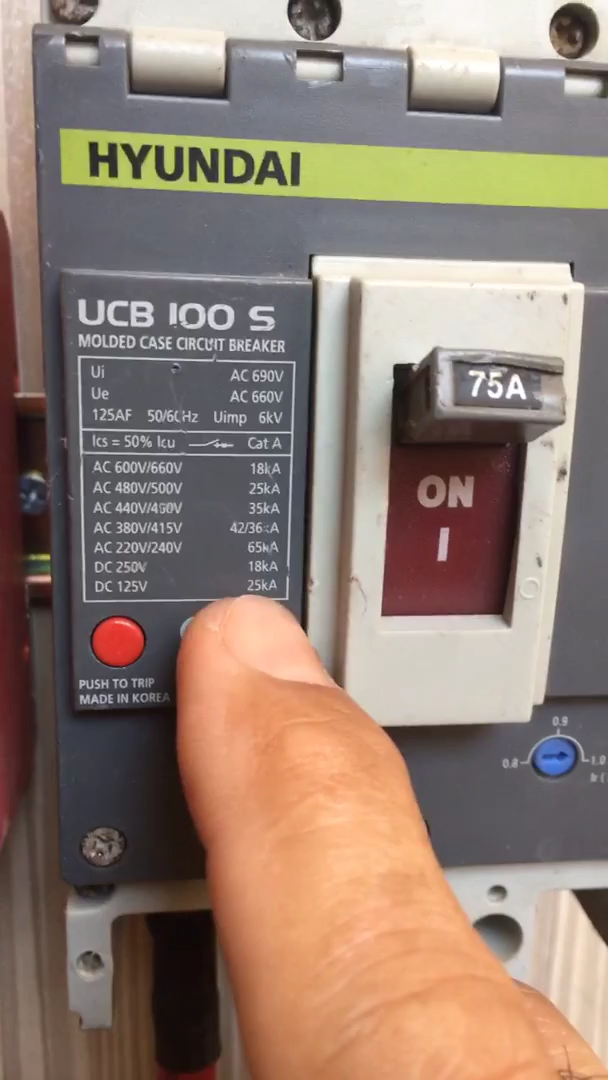 HYUNDAI
UCB 100 S
MOLDED CASE CIRCUIT BREAKER
Ui AC 690V
Ue AC 660V
125AF 50/60Hz Uimp 6kV
Ics = 50% Icu Cat A
AC 600V/660V 18kA
AC 480V/500V 25kA
AC 440V/460V 35kA
AC 380V/415V 42/36kA
AC 220V/240V 65kA
DC 250V 18kA
DC 125V 25kA
PUSH TO TRIP
MADE IN KOREA
75A
ON
I
0.9
0.8 1.0
Ir